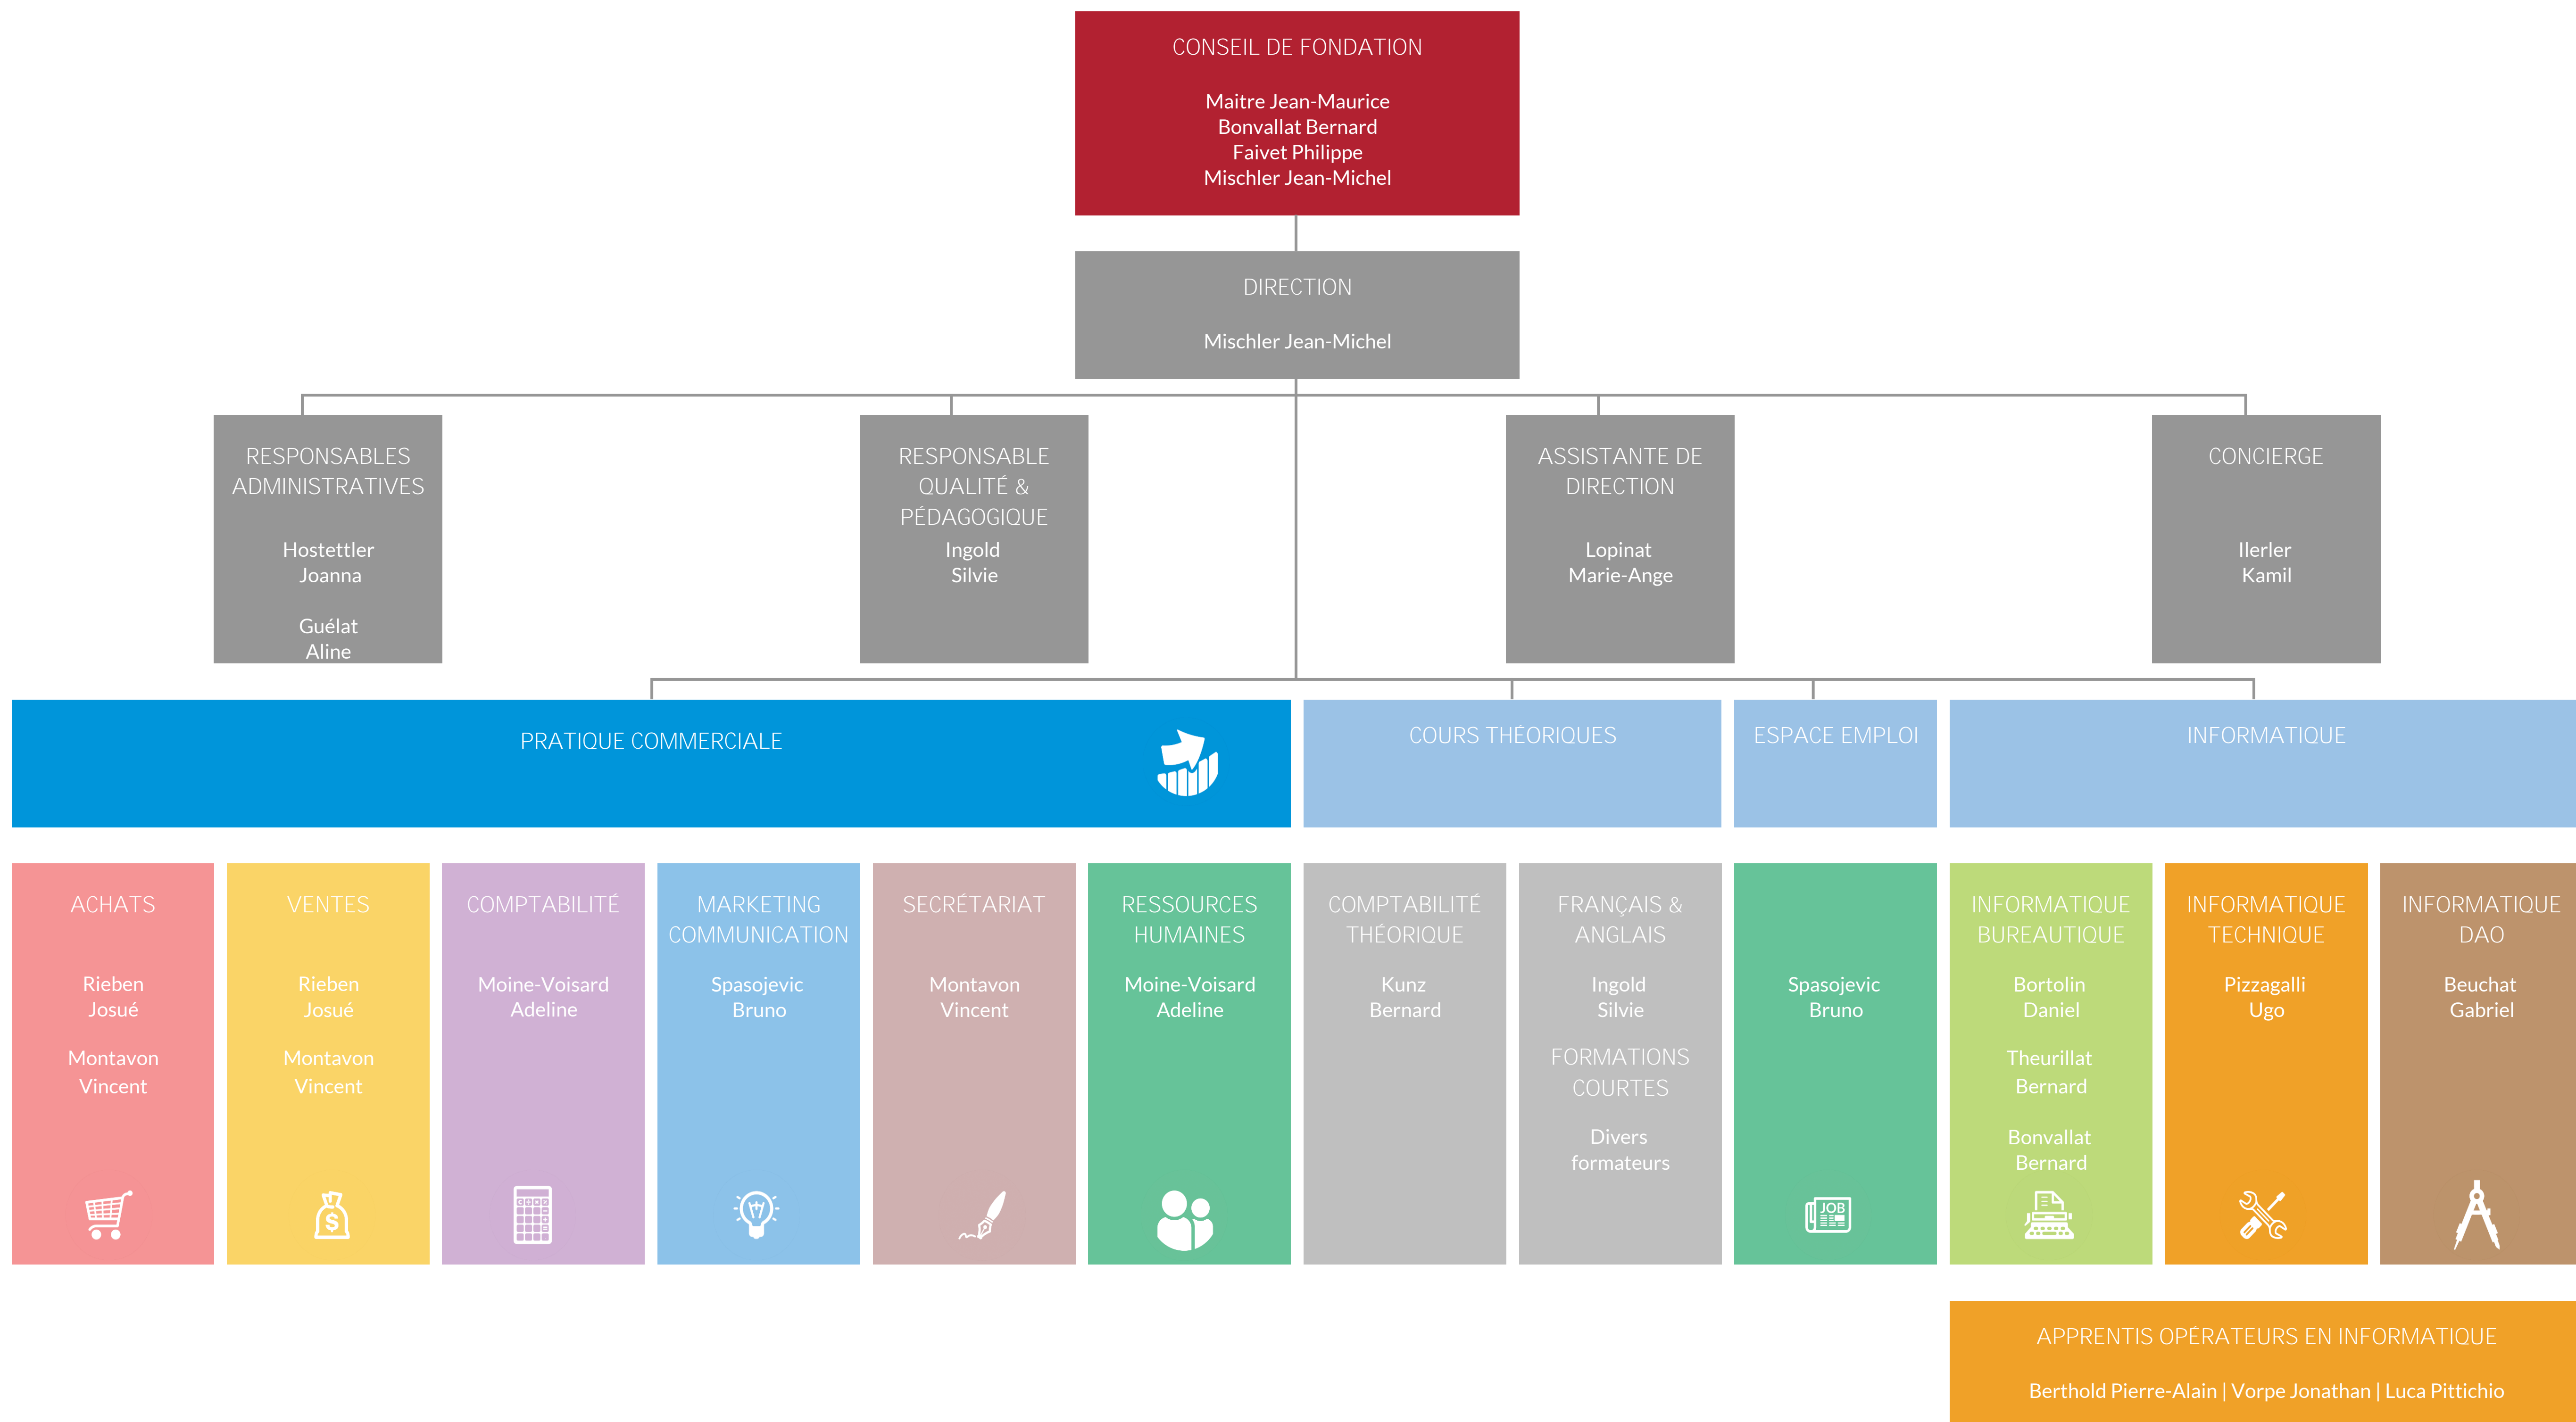 CONSEIL DE FONDATION
Maitre Jean-Maurice
Bonvallat Bernard
Faivet Philippe
Mischler Jean-Michel
DIRECTION
Mischler Jean-Michel
RESPONSABLES
ADMINISTRATIVES
Hostettler
Joanna
Guélat
Aline
RESPONSABLE
QUALITÉ &
PÉDAGOGIQUE
Ingold
Silvie
ASSISTANTE DE
DIRECTION
Lopinat
Marie-Ange
CONCIERGE
Ilerler
Kamil
PRATIQUE COMMERCIALE
COURS THÉORIQUES
ESPACE EMPLOI
INFORMATIQUE
ACHATS
Rieben
Josué
Montavon
Vincent
VENTES
Rieben
Josué
Montavon
Vincent
$
COMPTABILITÉ
Moine-Voisard
Adeline
MARKETING
COMMUNICATION
Spasojevic
Bruno
SECRÉTARIAT
Montavon
Vincent
RESSOURCES
HUMAINES
Moine-Voisard
Adeline
COMPTABILITÉ
THÉORIQUE
Kunz
Bernard
FRANÇAIS &
ANGLAIS
Ingold
Silvie
FORMATIONS
COURTES
Divers
formateurs
Spasojevic
Bruno
JOB
INFORMATIQUE
BUREAUTIQUE
Bortolin
Daniel
Theurillat
Bernard
Bonvallat
Bernard
INFORMATIQUE
TECHNIQUE
Pizzagalli
Ugo
INFORMATIQUE
DAO
Beuchat
Gabriel
APPRENTIS OPÉRATEURS EN INFORMATIQUE
Berthold Pierre-Alain | Vorpe Jonathan | Luca Pittichio